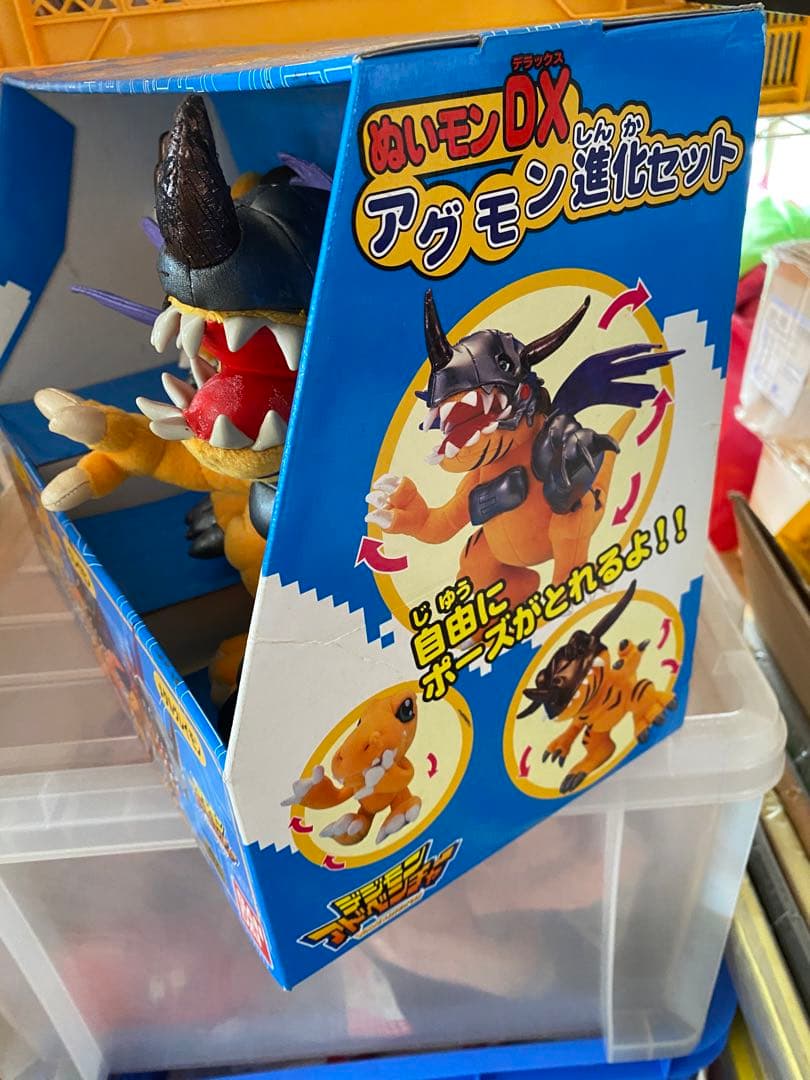 デラックス
ぬいモンDX
しんか
アグモン進化セット
じゆう
自由に
ポーズがとれるよ!!
デジモン
アドベンチャー